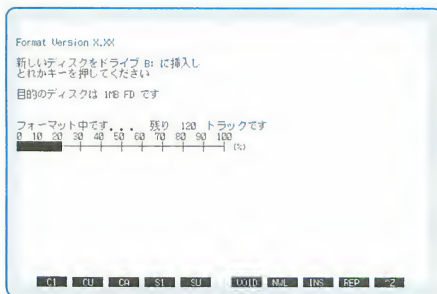 Format Version X.XX
新しいディスクをドライブ B: に挿入し
どれかキーを押してください
目的のディスクは 1MB FD です
フォーマット中です... 残り 120 トラックです
0 10 20 30 40 50 60 70 80 90 100
(%)
C1 CU CA S1 SU VOID NWL INS REP ^Z